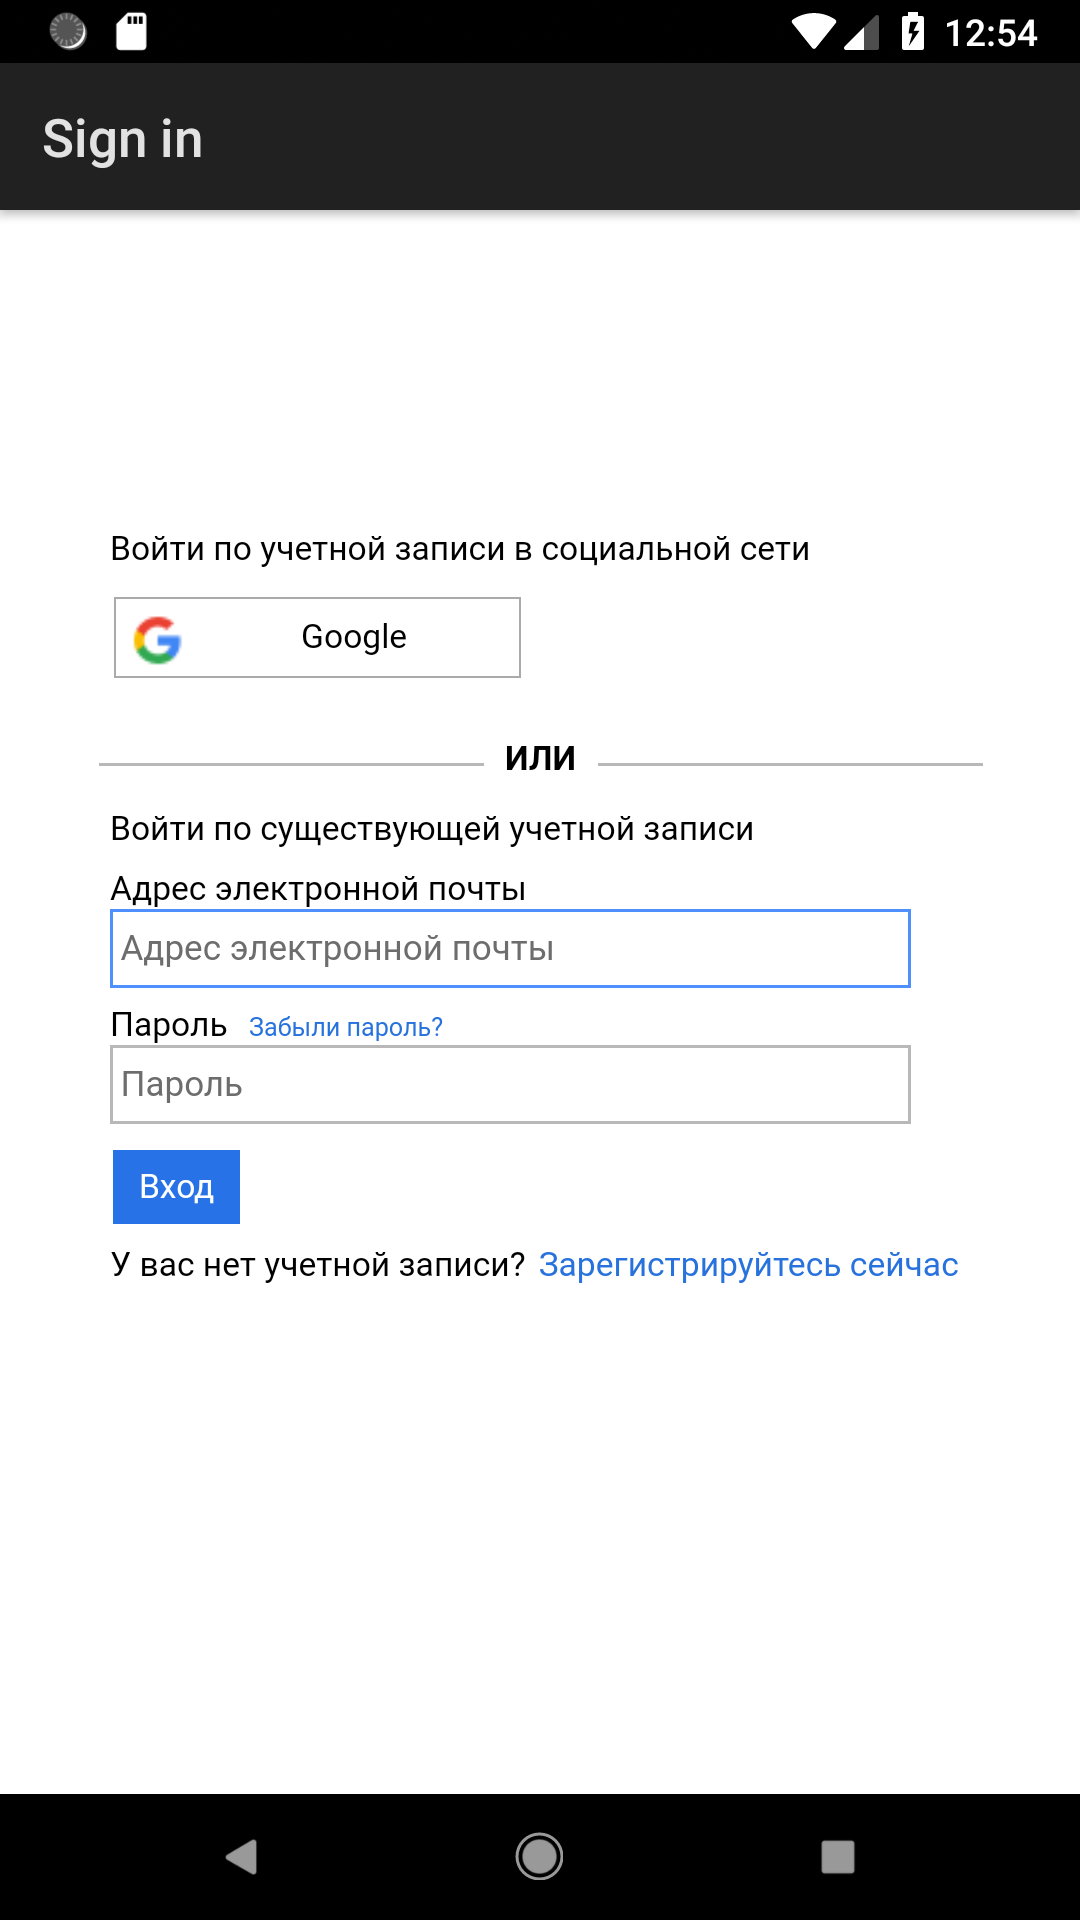 12:54
Sign in
Войти по учетной записи в социальной сети
Google
ИЛИ
Войти по существующей учетной записи
Адрес электронной почты
Адрес электронной почты
Пароль Забыли пароль?
Пароль
Вход
У вас нет учетной записи? Зарегистрируйтесь сейчас